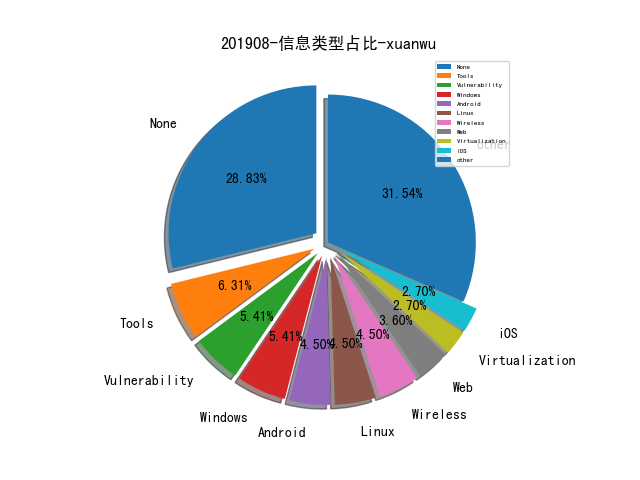 201908-信息类型占比-xuanwu
None
Tools
Vulnerability
Windows
Android
Linux
Wireless
Web
Virtualization
iOS
other
other
None
28.83%
31.54%
6.31%
5.41%
5.41%
4.50%
4.50%
4.50%
3.60%
2.70%
2.70%
Tools
Vulnerability
Windows
Android
Linux
Wireless
Web
Virtualization
iOS